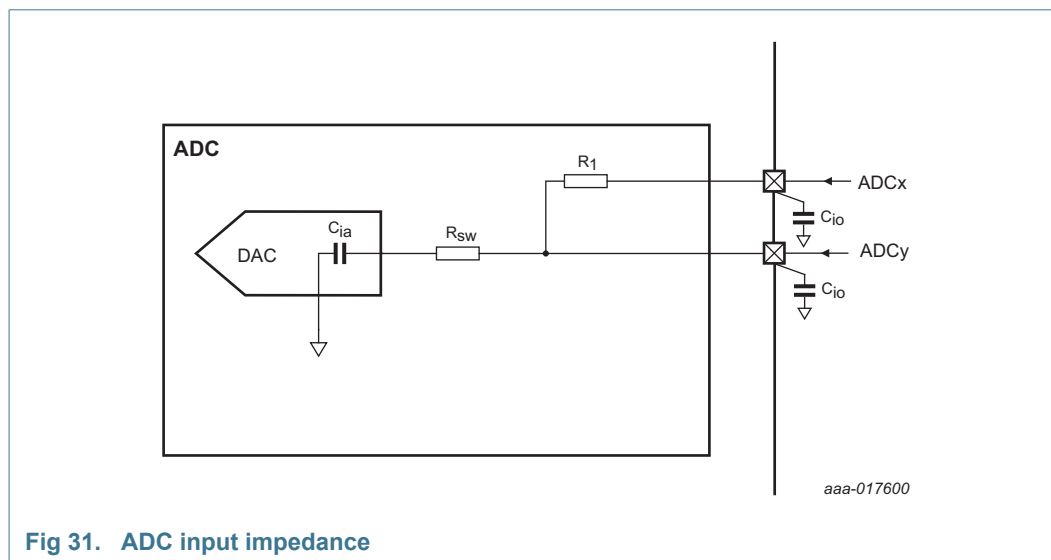 ADC
R1
ADCx
Cio
Cia
DAC
Rsw
ADCy
Cio
aaa-017600
Fig 31. ADC input impedance